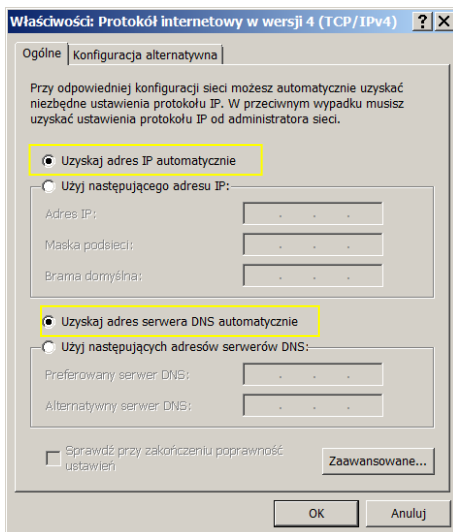 Właściwości: Protokół internetowy w wersji 4 (TCP/IPv4)
Ogólne Konfiguracja alternatywna
Przy odpowiedniej konfiguracji sieci możesz automatycznie uzyskać
niezbędne ustawienia protokołu IP. W przeciwnym wypadku musisz
uzyskać ustawienia protokołu IP od administratora sieci.
Uzyskaj adres IP automatycznie
Użyj następującego adresu IP:
Adres IP:
Maska podsieci:
Brama domyślna:
Uzyskaj adres serwera DNS automatycznie
Użyj następujących adresów serwerów DNS:
Preferowany serwer DNS:
Alternatywny serwer DNS:
Sprawdź przy zakończeniu poprawność
ustawień
Zaawansowane...
OK Anuluj